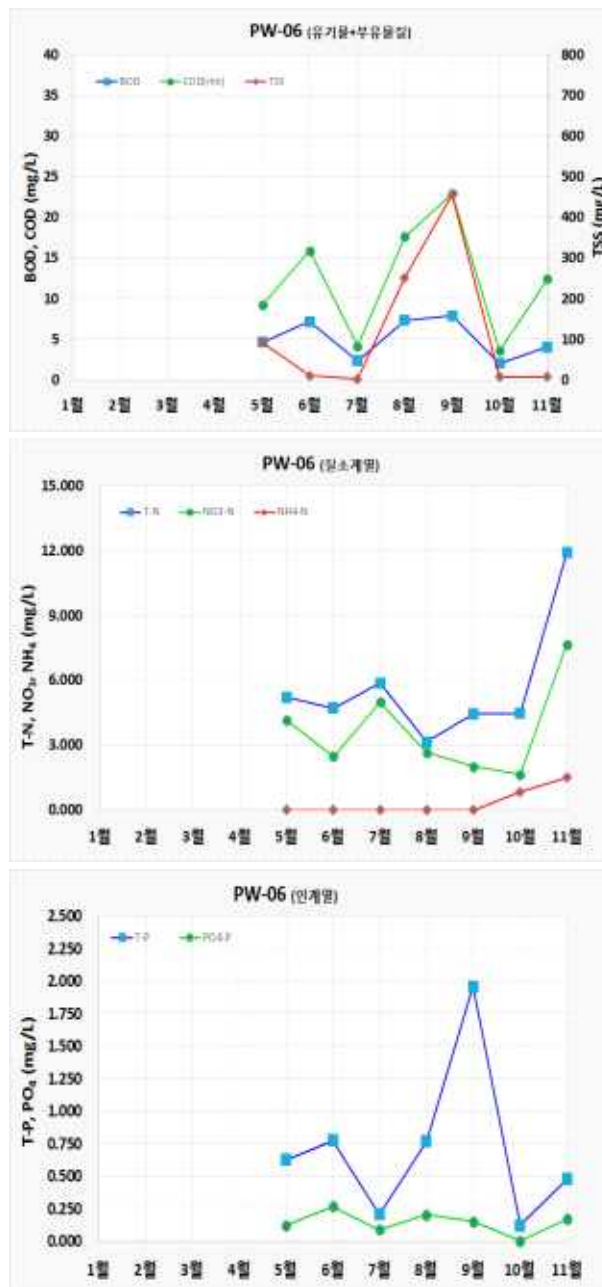 PW-06 (유기물+부유물질)
40 800
BOD COD(Mn) TSS
35 700
30 600
25 500
20 400
15 300
10 200
5 100
0 0
BOD, COD (mg/L)
TSS (mg/L)
1월 2월 3월 4월 5월 6월 7월 8월 9월 10월 11월
PW-06 (질소계열)
15.000
T-N NO3-N NH4-N
12.000
9.000
6.000
3.000
0.000
T-N, NO₃, NH₄ (mg/L)
1월 2월 3월 4월 5월 6월 7월 8월 9월 10월 11월
PW-06 (인계열)
2.500
T-P PO4-P
2.250
2.000
1.750
1.500
1.250
1.000
0.750
0.500
0.250
0.000
T-P, PO₄ (mg/L)
1월 2월 3월 4월 5월 6월 7월 8월 9월 10월 11월